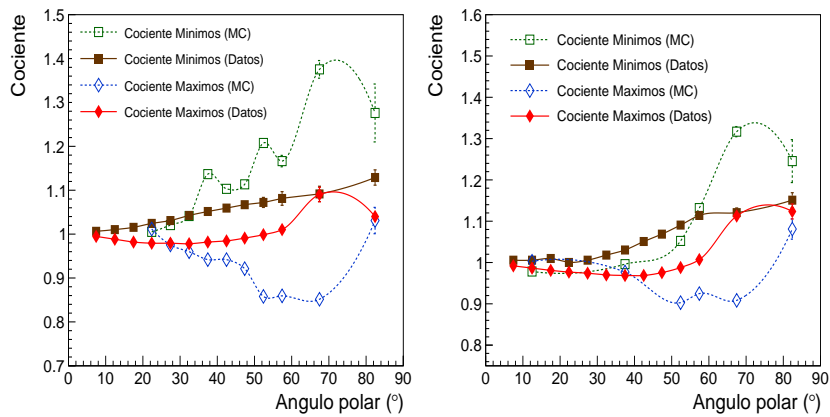 Cociente
1.5
1.4
1.3
1.2
1.1
1
0.9
0.8
0.7
Cociente Minimos (MC)
Cociente Minimos (Datos)
Cociente Maximos (MC)
Cociente Maximos (Datos)
0 10 20 30 40 50 60 70 80 90
Angulo polar (°)
Cociente
1.6
1.5
1.4
1.3
1.2
1.1
1
0.9
0.8
Cociente Minimos (MC)
Cociente Minimos (Datos)
Cociente Maximos (MC)
Cociente Maximos (Datos)
0 10 20 30 40 50 60 70 80 90
Angulo polar (°)